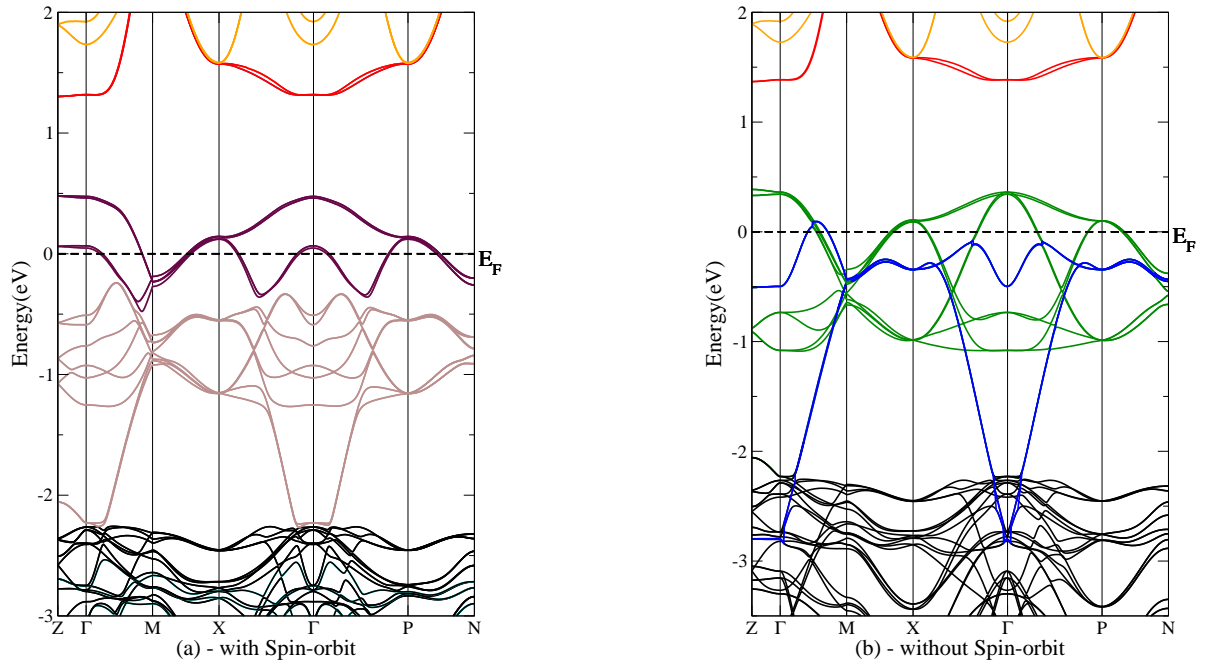 2
2
1
1
0
E_F
0
E_F
Energy(eV)
Energy(eV)
-1
-1
-2
-2
-3
-3
Z Γ M X Γ P N
Z Γ M X Γ P N
(a) - with Spin-orbit
(b) - without Spin-orbit